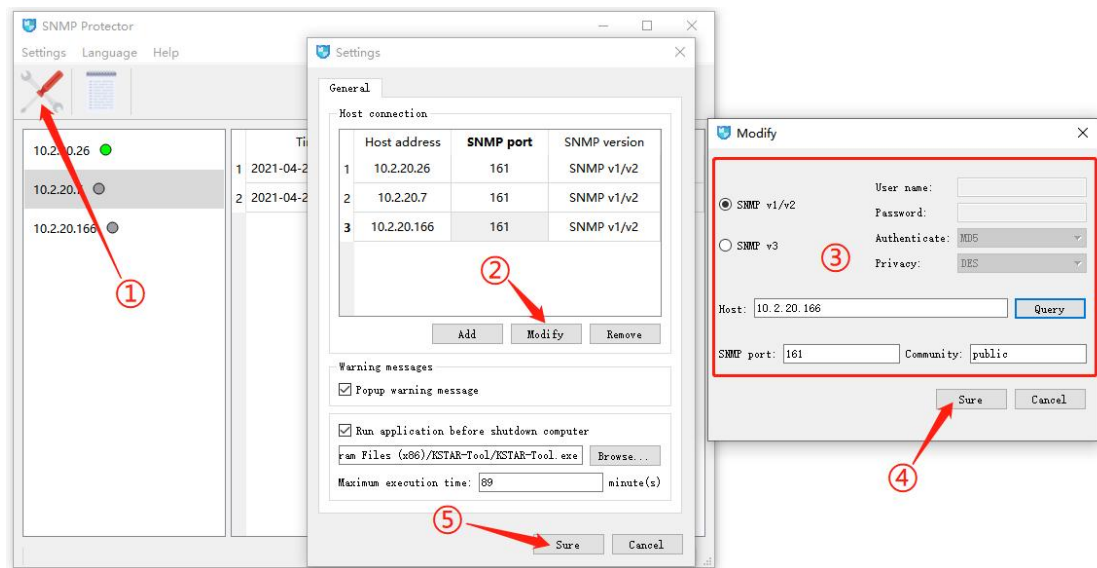 SNMP Protector
Settings Language Help
①
10.2.20.26
10.2.20.7
10.2.20.166
1 2021-04-2
2 2021-04-2
Settings
General
Host connection
Host address SNMP port SNMP version
1 10.2.20.26 161 SNMP v1/v2
2 10.2.20.7 161 SNMP v1/v2
3 10.2.20.166 161 SNMP v1/v2
②
Add Modify Remove
Warning messages
Popup warning message
Run application before shutdown computer
ram Files (x86)/KSTAR-Tool/KSTAR-Tool.exe Browse...
Maximum execution time: 89 minute(s)
⑤
Sure Cancel
Modify
SNMP v1/v2
SNMP v3
User name:
Password:
Authenticate: MD5
Privacy: DES
③
Host: 10.2.20.166 Query
SNMP port: 161 Community: public
Sure Cancel
④